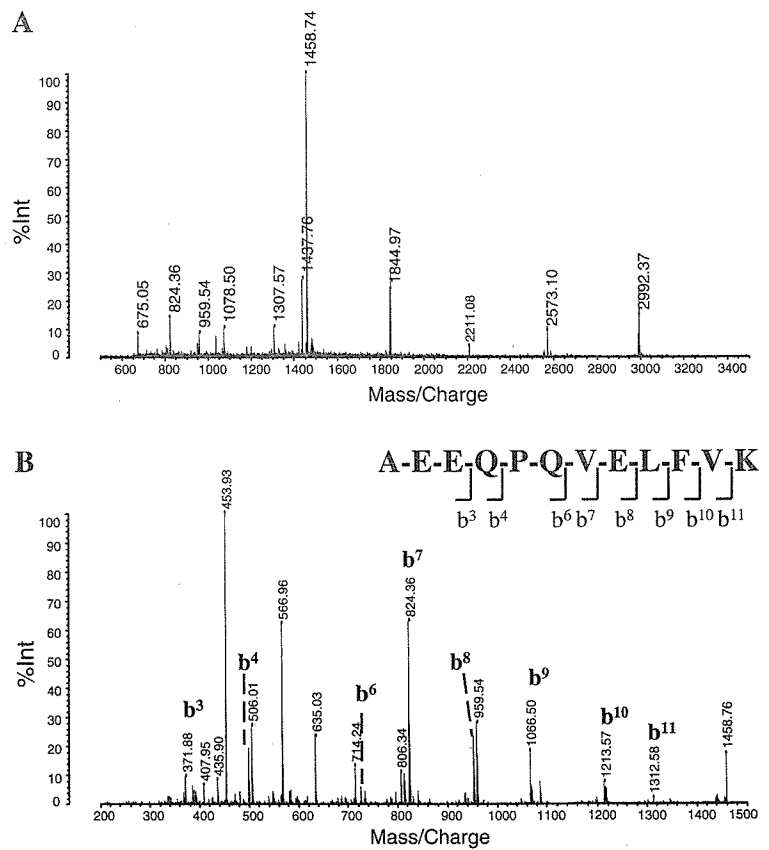 A
%Int
100
90
80
70
60
50
40
30
20
10
0
675.05
824.36
959.54
1078.50
1307.57
1437.76
1458.74
1844.97
2211.08
2573.10
2992.37
600 800 1000 1200 1400 1600 1800 2000 2200 2400 2600 2800 3000 3200 3400
Mass/Charge
B
A-E-E-Q-P-Q-V-E-L-F-V-K
b3 b4 b6 b7 b8 b9 b10 b11
%Int
100
90
80
70
60
50
40
30
20
10
0
b3
371.88
407.95
435.90
453.93
b4
506.01
566.96
635.03
b6
714.24
806.34
b7
824.36
b8
959.54
b9
1066.50
b10
1213.57
b11
1312.58
1458.76
200 300 400 500 600 700 800 900 1000 1100 1200 1300 1400 1500
Mass/Charge